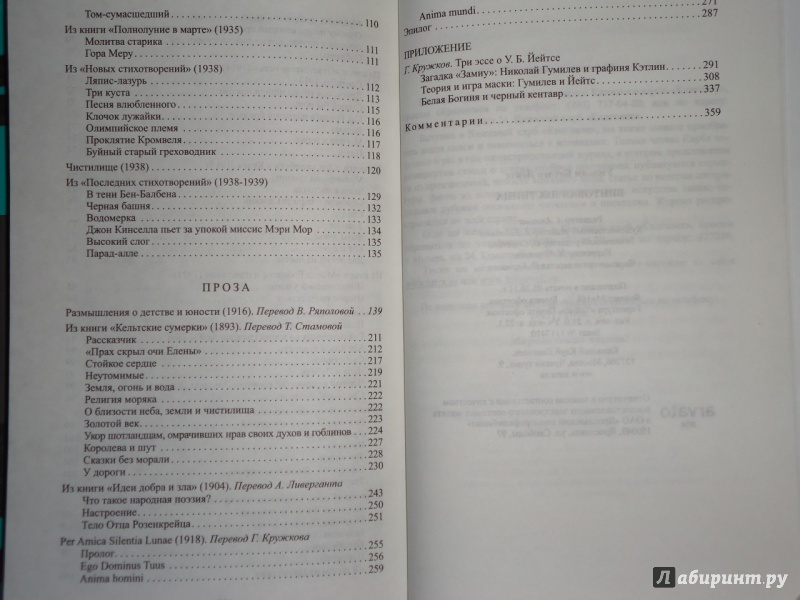 Том-сумасшедший 110
Из книги «Полнолуние в марте» (1935)
Молитва старика 111
Гора Меру 111
Из «Новых стихотворений» (1938)
Ляпис-лазурь 112
Три куста 113
Песня влюбленного 115
Клочок лужайки 116
Олимпийское племя 116
Проклятие Кромвеля 117
Буйный старый греховодник 118
Чистилище (1938) 120
Из «Последних стихотворений» (1938-1939)
В тени Бен-Балбена 129
Черная башня 132
Водомерка 133
Джон Кинселла пьет за упокой миссис Мэри Мор 134
Высокий слог 135
Парад-алле 135
ПРОЗА
Размышления о детстве и юности (1916). Перевод В. Ряполовой 139
Из книги «Кельтские сумерки» (1893). Перевод Т. Стамовой
Рассказчик 211
«Прах скрыл очи Елены» 212
Стойкое сердце 217
Неутомимые 219
Земля, огонь и вода 221
Религия моряка 222
О близости неба, земли и чистилища 222
Золотой век 223
Укор шотландцам, омрачивших нрав своих духов и гоблинов 224
Королева и шут 227
Сказки без морали 228
У дороги 230
Из книги «Идеи добра и зла» (1904). Перевод А. Ливерганта
Что такое народная поэзия? 243
Настроение 250
Тело Отца Розенкрейца 251
Per Amica Silentia Lunae (1918). Перевод Г. Кружкова
Пролог 255
Ego Dominus Tuus 256
Anima homini 259
Anima mundi 271
Эпилог 287
ПРИЛОЖЕНИЕ
Г. Кружков. Три эссе о У. Б. Йейтсе
Загадка «Замиу»: Николай Гумилев и графиня Кэтлин 291
Теория и игра маски: Гумилев и Йейтс 308
Белая Богиня и черный кентавр 337
Комментарии 359
Лабиринт.ру